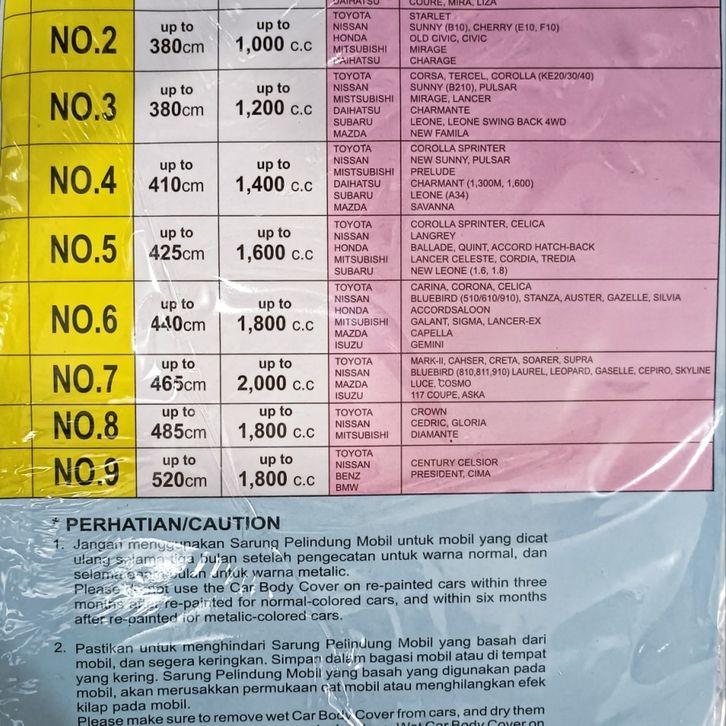 DAIHATSU COURE, MIRA, LIZA
NO.2 up to 380cm up to 1,000 c.c
TOYOTA STARLET
NISSAN SUNNY (B10), CHERRY (E10, F10)
HONDA OLD CIVIC, CIVIC
MITSUBISHI MIRAGE
DAIHATSU CHARAGE
NO.3 up to 380cm up to 1,200 c.c
TOYOTA CORSA, TERCEL, COROLLA (KE20/30/40)
NISSAN SUNNY (B210), PULSAR
MISTSUBISHI MIRAGE, LANCER
DAIHATSU CHARMANTE
SUBARU LEONE, LEONE SWING BACK 4WD
MAZDA NEW FAMILA
NO.4 up to 410cm up to 1,400 c.c
TOYOTA COROLLA SPRINTER
NISSAN NEW SUNNY, PULSAR
MISTSUBISHI PRELUDE
DAIHATSU CHARMANT (1,300M, 1,600)
SUBARU LEONE (A34)
MAZDA SAVANNA
NO.5 up to 425cm up to 1,600 c.c
TOYOTA COROLLA SPRINTER, CELICA
NISSAN LANGREY
HONDA BALLADE, QUINT, ACCORD HATCH-BACK
MITSUBISHI LANCER CELESTE, CORDIA, TREDIA
SUBARU NEW LEONE (1.6, 1.8)
NO.6 up to 440cm up to 1,800 c.c
TOYOTA CARINA, CORONA, CELICA
NISSAN BLUEBIRD (510/610/910), STANZA, AUSTER, GAZELLE, SILVIA
HONDA ACCORDSALOON
MITSUBISHI GALANT, SIGMA, LANCER-EX
MAZDA CAPELLA
ISUZU GEMINI
NO.7 up to 465cm up to 2,000 c.c
TOYOTA MARK-II, CAHSER, CRETA, SOARER, SUPRA
NISSAN BLUEBIRD (810,811,910) LAUREL, LEOPARD, GASELLE, CEPIRO, SKYLINE
MAZDA LUCE, COSMO
ISUZU 117 COUPE, ASKA
NO.8 up to 485cm up to 1,800 c.c
TOYOTA CROWN
NISSAN CEDRIC, GLORIA
MITSUBISHI DIAMANTE
NO.9 up to 520cm up to 1,800 c.c
TOYOTA
NISSAN CENTURY CELSIOR
BENZ PRESIDENT, CIMA
BMW
* PERHATIAN/CAUTION
1. Jangan menggunakan Sarung Pelindung Mobil untuk mobil yang dicat
ulang selama tiga bulan setelah pengecatan untuk warna normal, dan
selama enam bulan untuk warna metalic.
Please do not use the Car Body Cover on re-painted cars within three
months after re-painted for normal-colored cars, and within six months
after re-painted for metalic-colored cars.
2. Pastikan untuk menghindari Sarung Pelindung Mobil yang basah dari
mobil, dan segera keringkan. Simpan dalam bagasi mobil atau di tempat
yang kering. Sarung Pelindung Mobil yang basah yang digunakan pada
mobil, akan merusakkan permukaan cat mobil atau menghilangkan efek
kilap pada mobil.
Please make sure to remove wet Car Body Cover from cars, and dry them
Wet Car Body Cover on